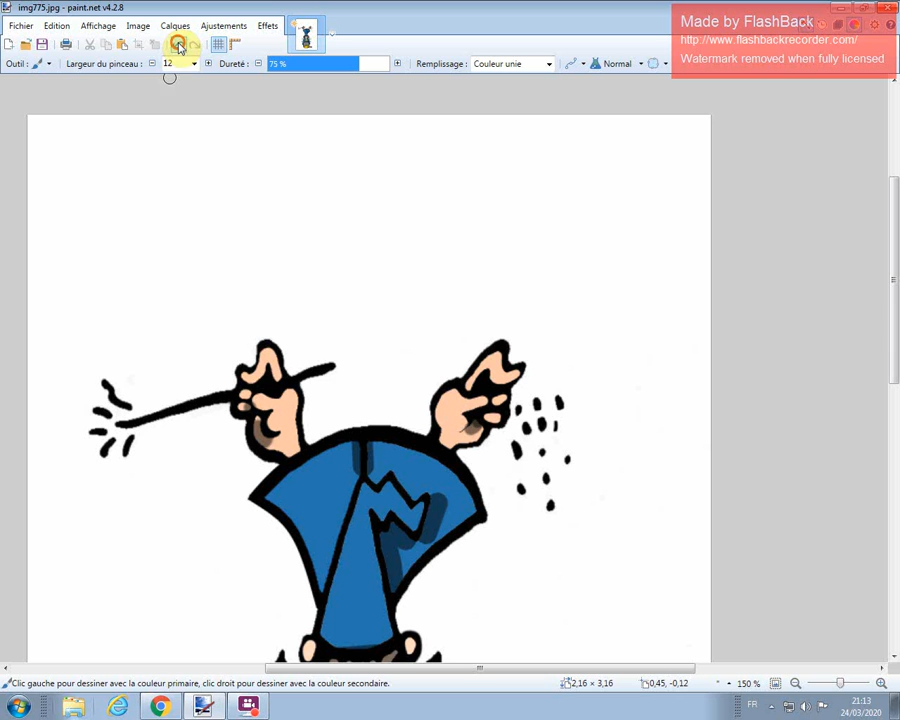 img775.jpg - paint.net v4.2.8
Fichier Edition Affichage Image Calques Ajustements Effets
Made by FlashBack
http://www.flashbackrecorder.com/
Watermark removed when fully licensed
Outil : Largeur du pinceau : 12 Dureté : 75 % Remplissage : Couleur unie Normal
Clic gauche pour dessiner avec la couleur primaire, clic droit pour dessiner avec la couleur secondaire. 2,16 × 3,16 0,45, -0,12 " 150 %
FR 21:13
24/03/2020